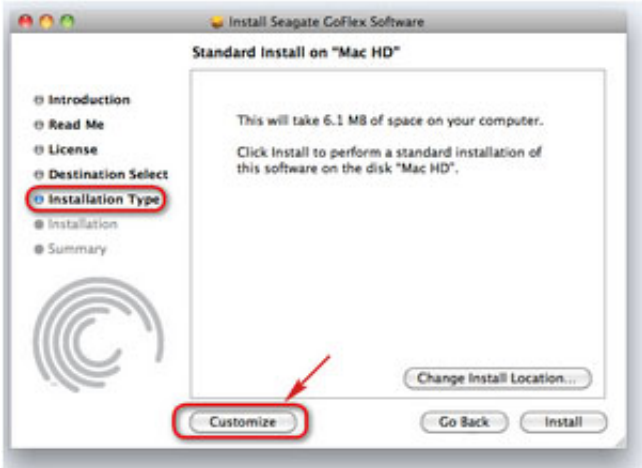 Install Seagate GoFlex Software
Standard Install on "Mac HD"
Introduction
Read Me
License
Destination Select
Installation Type
Installation
Summary
This will take 6.1 MB of space on your computer.
Click Install to perform a standard installation of
this software on the disk "Mac HD".
Change Install Location...
Customize
Go Back
Install